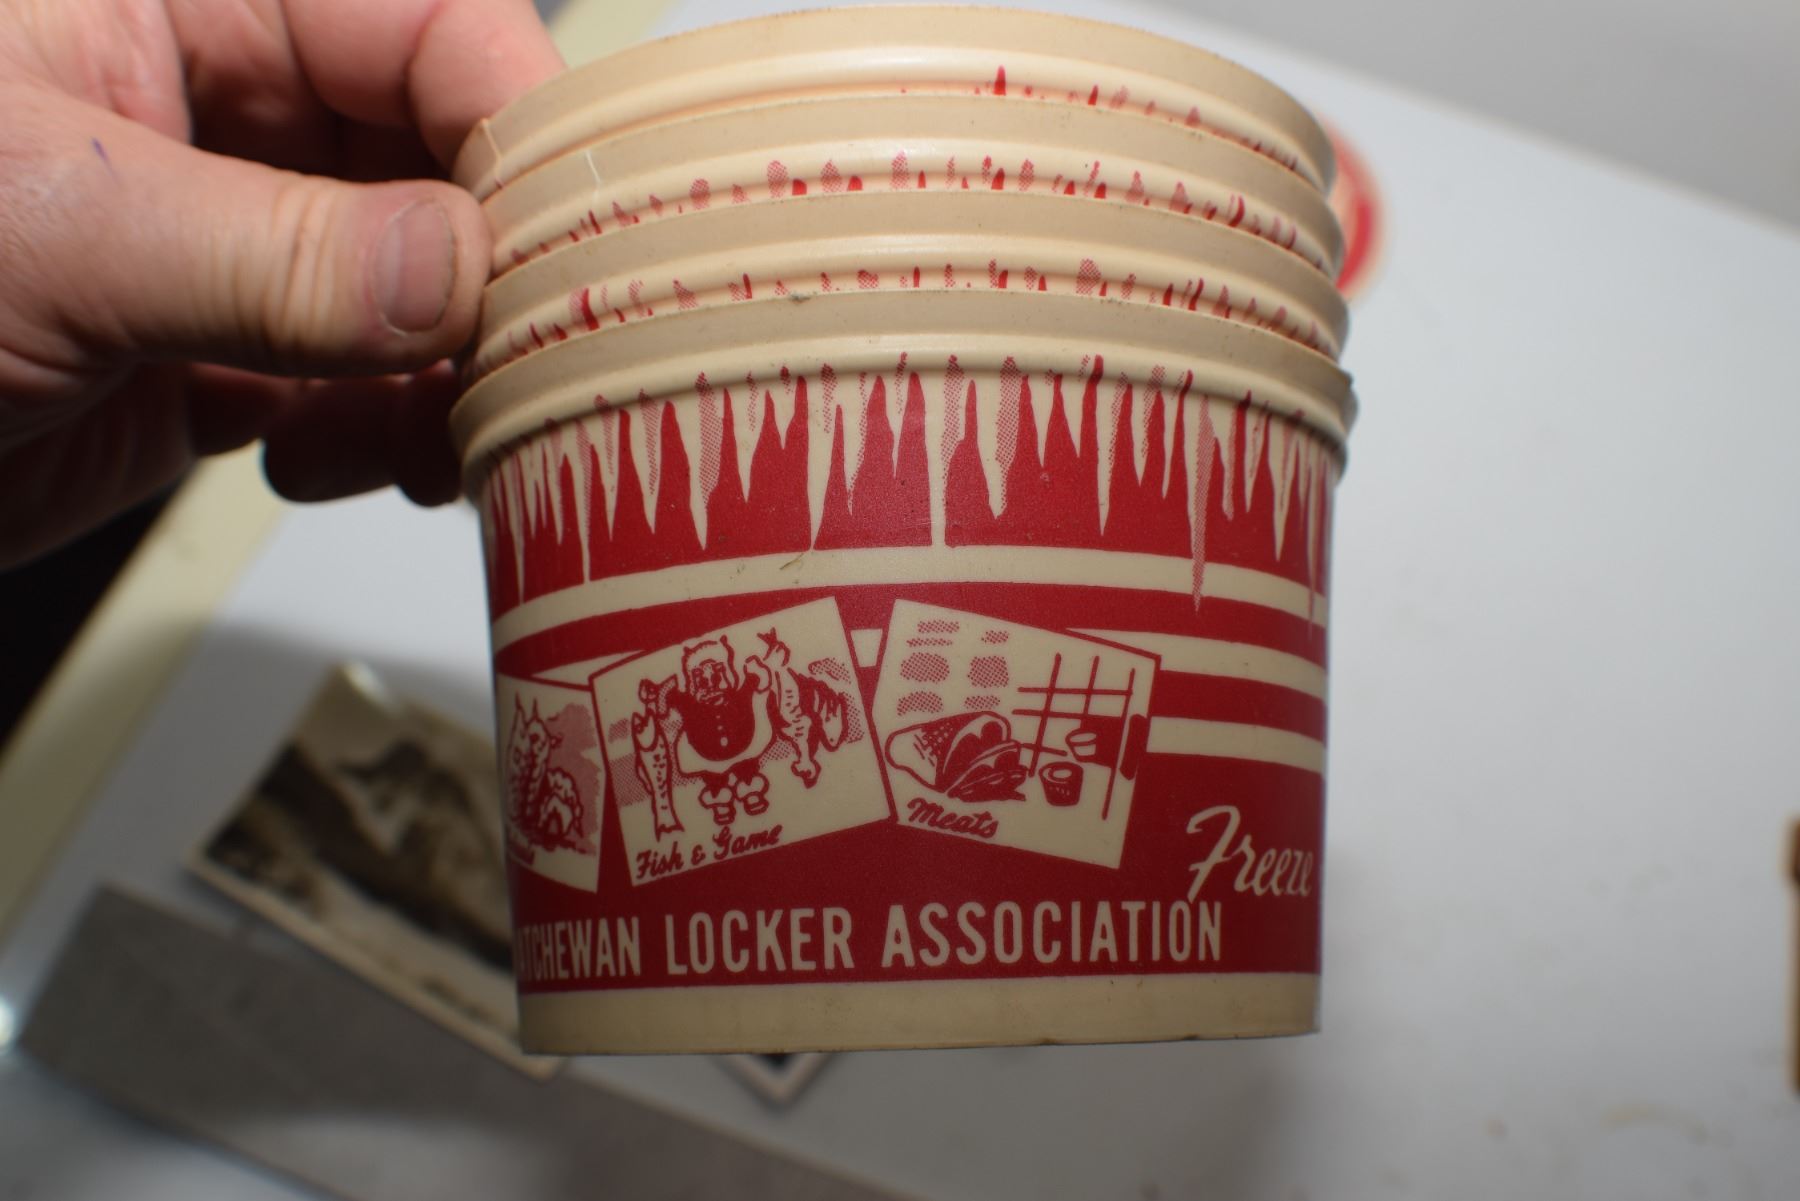 Fish & Game
Meats
Freeze
ATCHEWAN LOCKER ASSOCIATION